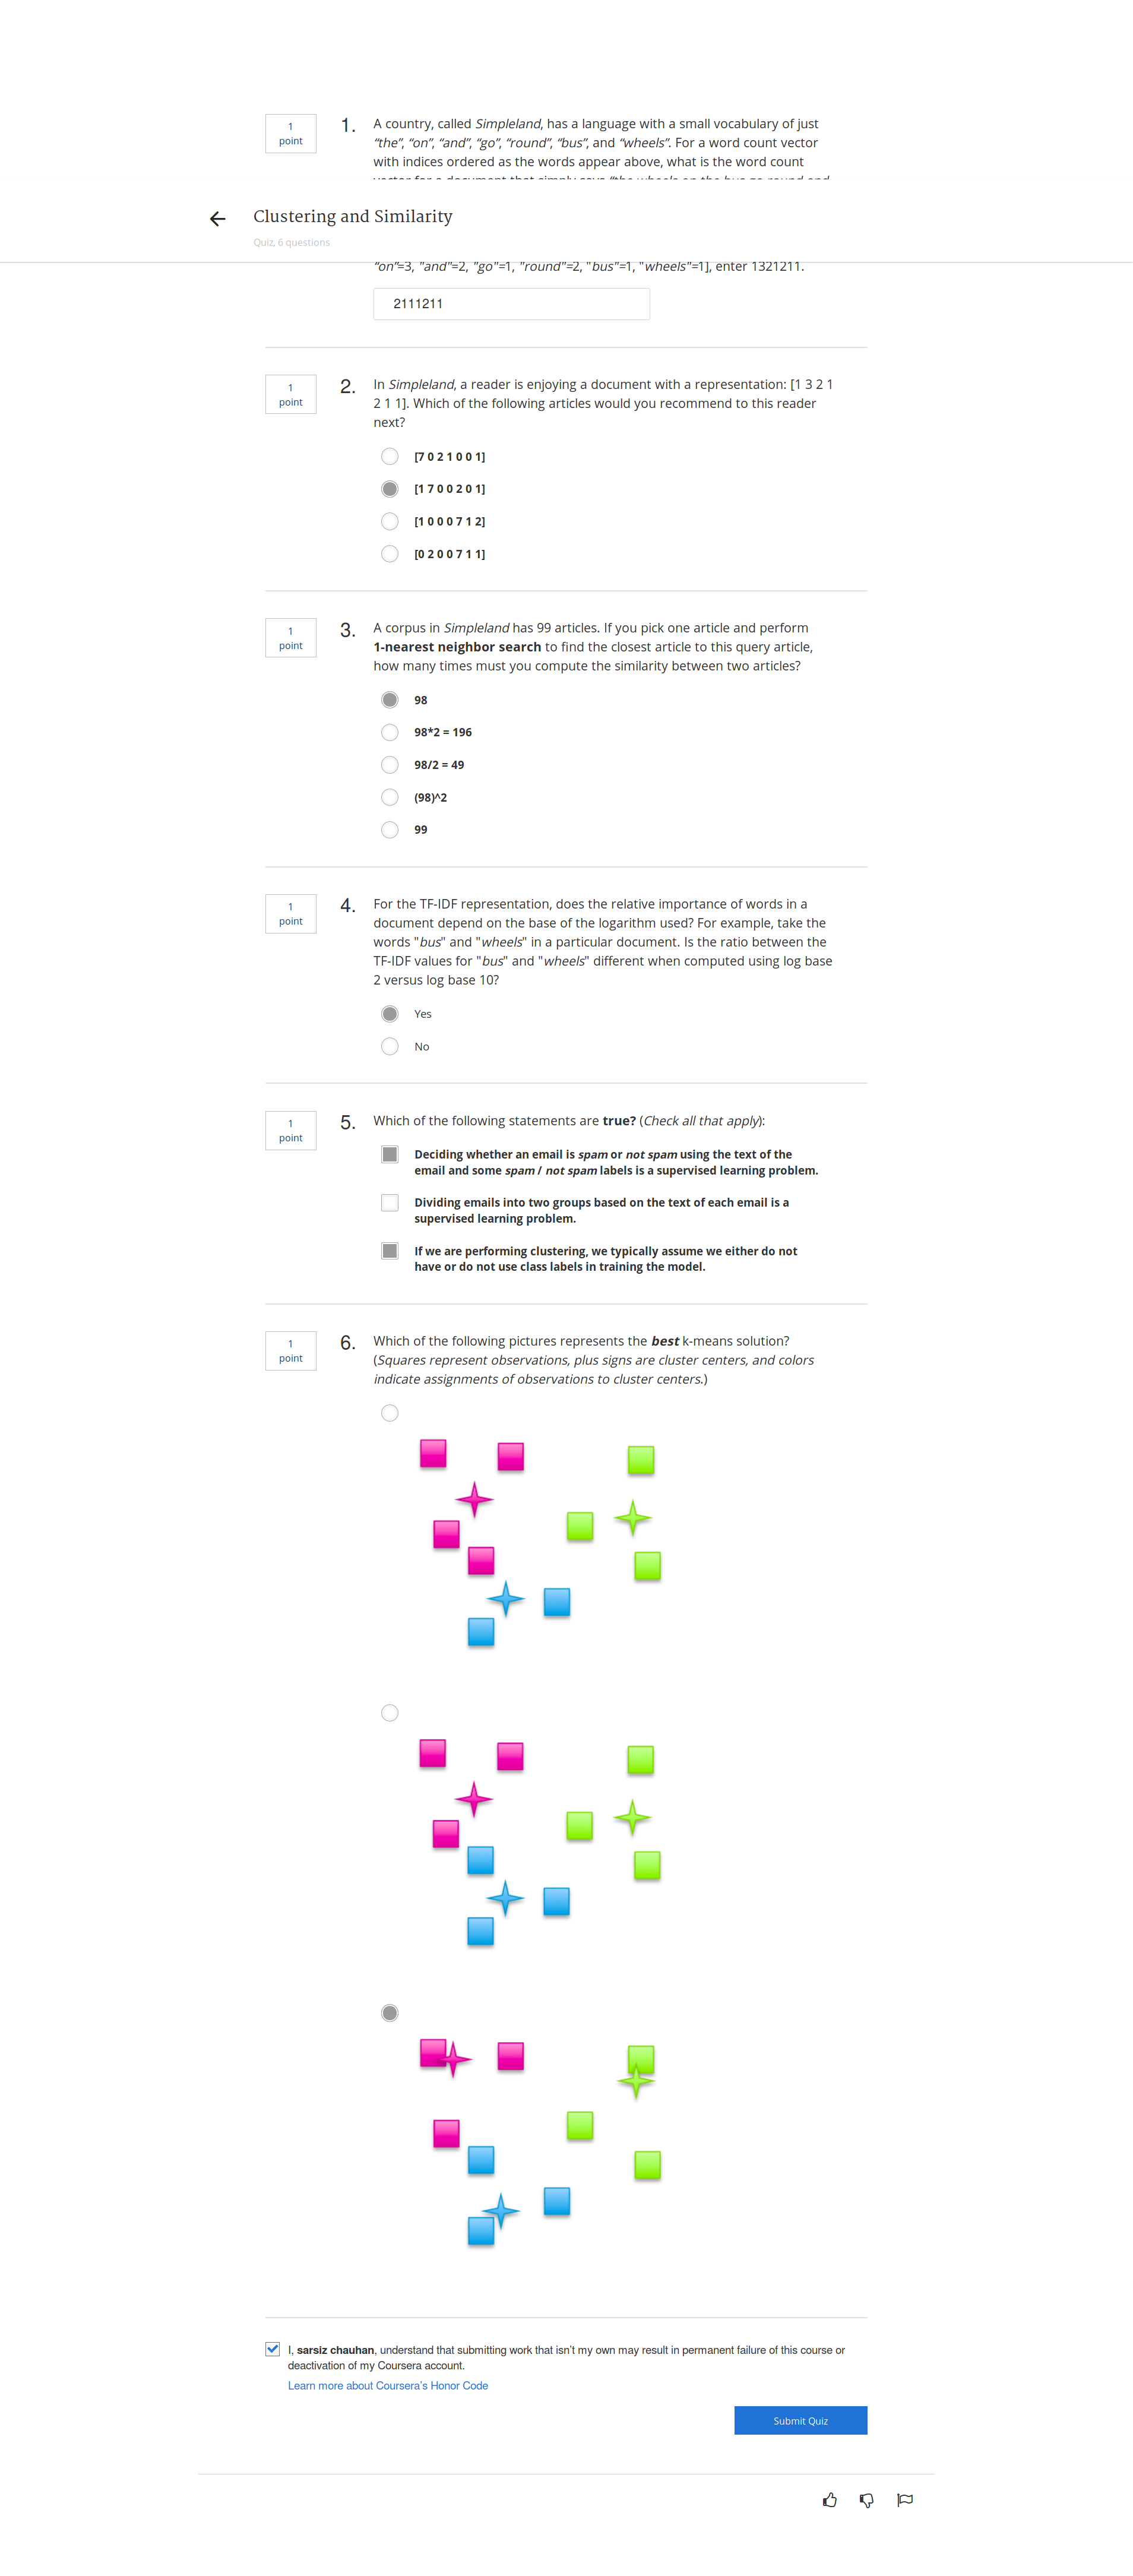 1
point
1.
A country, called Simpleland, has a language with a small vocabulary of just
“the”, “on”, “and”, “go”, “round”, “bus”, and “wheels”. For a word count vector
with indices ordered as the words appear above, what is the word count
vector for a document that simply says “the wheels on the bus go round and
Clustering and Similarity
Quiz, 6 questions
“on”=3, "and"=2, "go"=1, "round"=2, "bus"=1, "wheels"=1], enter 1321211.
2111211
1
point
2.
In Simpleland, a reader is enjoying a document with a representation: [1 3 2 1
2 1 1]. Which of the following articles would you recommend to this reader
next?
[7 0 2 1 0 0 1]
[1 7 0 0 2 0 1]
[1 0 0 0 7 1 2]
[0 2 0 0 7 1 1]
1
point
3.
A corpus in Simpleland has 99 articles. If you pick one article and perform
1-nearest neighbor search to find the closest article to this query article,
how many times must you compute the similarity between two articles?
98
98*2 = 196
98/2 = 49
(98)^2
99
1
point
4.
For the TF-IDF representation, does the relative importance of words in a
document depend on the base of the logarithm used? For example, take the
words "bus" and "wheels" in a particular document. Is the ratio between the
TF-IDF values for "bus" and "wheels" different when computed using log base
2 versus log base 10?
Yes
No
1
point
5.
Which of the following statements are true? (Check all that apply):
Deciding whether an email is spam or not spam using the text of the
email and some spam / not spam labels is a supervised learning problem.
Dividing emails into two groups based on the text of each email is a
supervised learning problem.
If we are performing clustering, we typically assume we either do not
have or do not use class labels in training the model.
1
point
6.
Which of the following pictures represents the best k-means solution?
(Squares represent observations, plus signs are cluster centers, and colors
indicate assignments of observations to cluster centers.)
I, sarsiz chauhan, understand that submitting work that isn’t my own may result in permanent failure of this course or
deactivation of my Coursera account.
Learn more about Coursera’s Honor Code
Submit Quiz